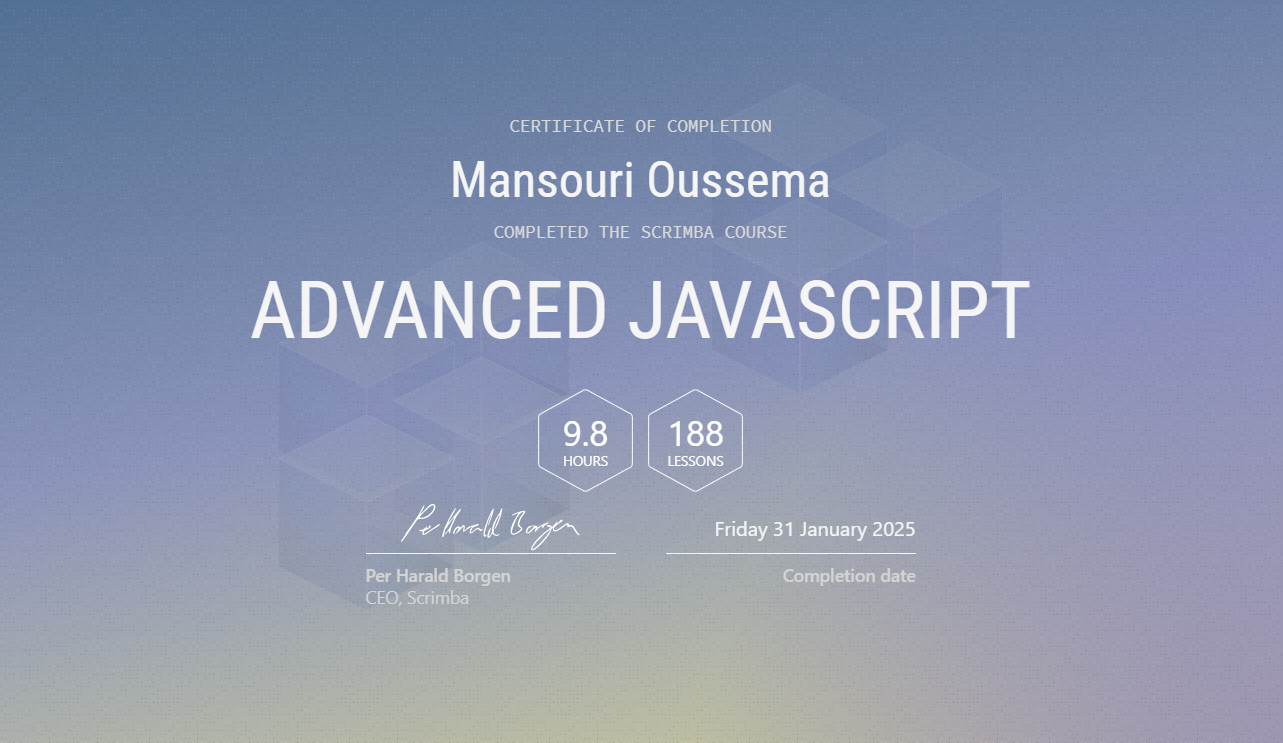 CERTIFICATE OF COMPLETION
Mansouri Oussema
COMPLETED THE SCRIMBA COURSE
ADVANCED JAVASCRIPT
9.8
HOURS
188
LESSONS
Per Harald Borgen
Friday 31 January 2025
Per Harald Borgen
Completion date
CEO, Scrimba